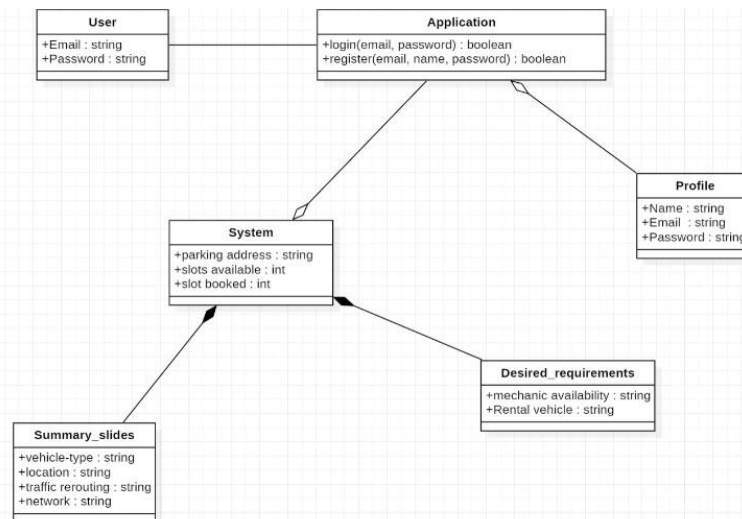 User
+Email : string
+Password : string
Application
+login(email, password) : boolean
+register(email, name, password) : boolean
Profile
+Name : string
+Email : string
+Password : string
System
+parking address : string
+slots available : int
+slot booked : int
Desired_requirements
+mechanic availability : string
+Rental vehicle : string
Summary_slides
+vehicle-type : string
+location : string
+traffic rerouting : string
+network : string